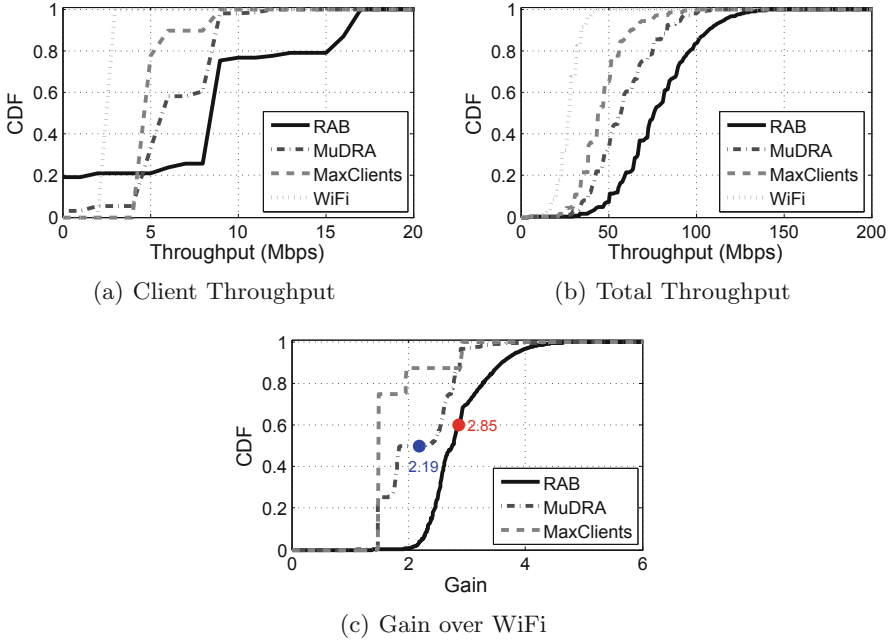 CDF
1
0.8
0.6
0.4
0.2
0
RAB
MuDRA
MaxClients
WiFi
0 5 10 15 20
Throughput (Mbps)
(a) Client Throughput
CDF
1
0.8
0.6
0.4
0.2
0
RAB
MuDRA
MaxClients
WiFi
50 100 150 200
Throughput (Mbps)
(b) Total Throughput
CDF
1
0.8
0.6
0.4
0.2
0
2.85
2.19
RAB
MuDRA
MaxClients
0 2 4 6
Gain
(c) Gain over WiFi